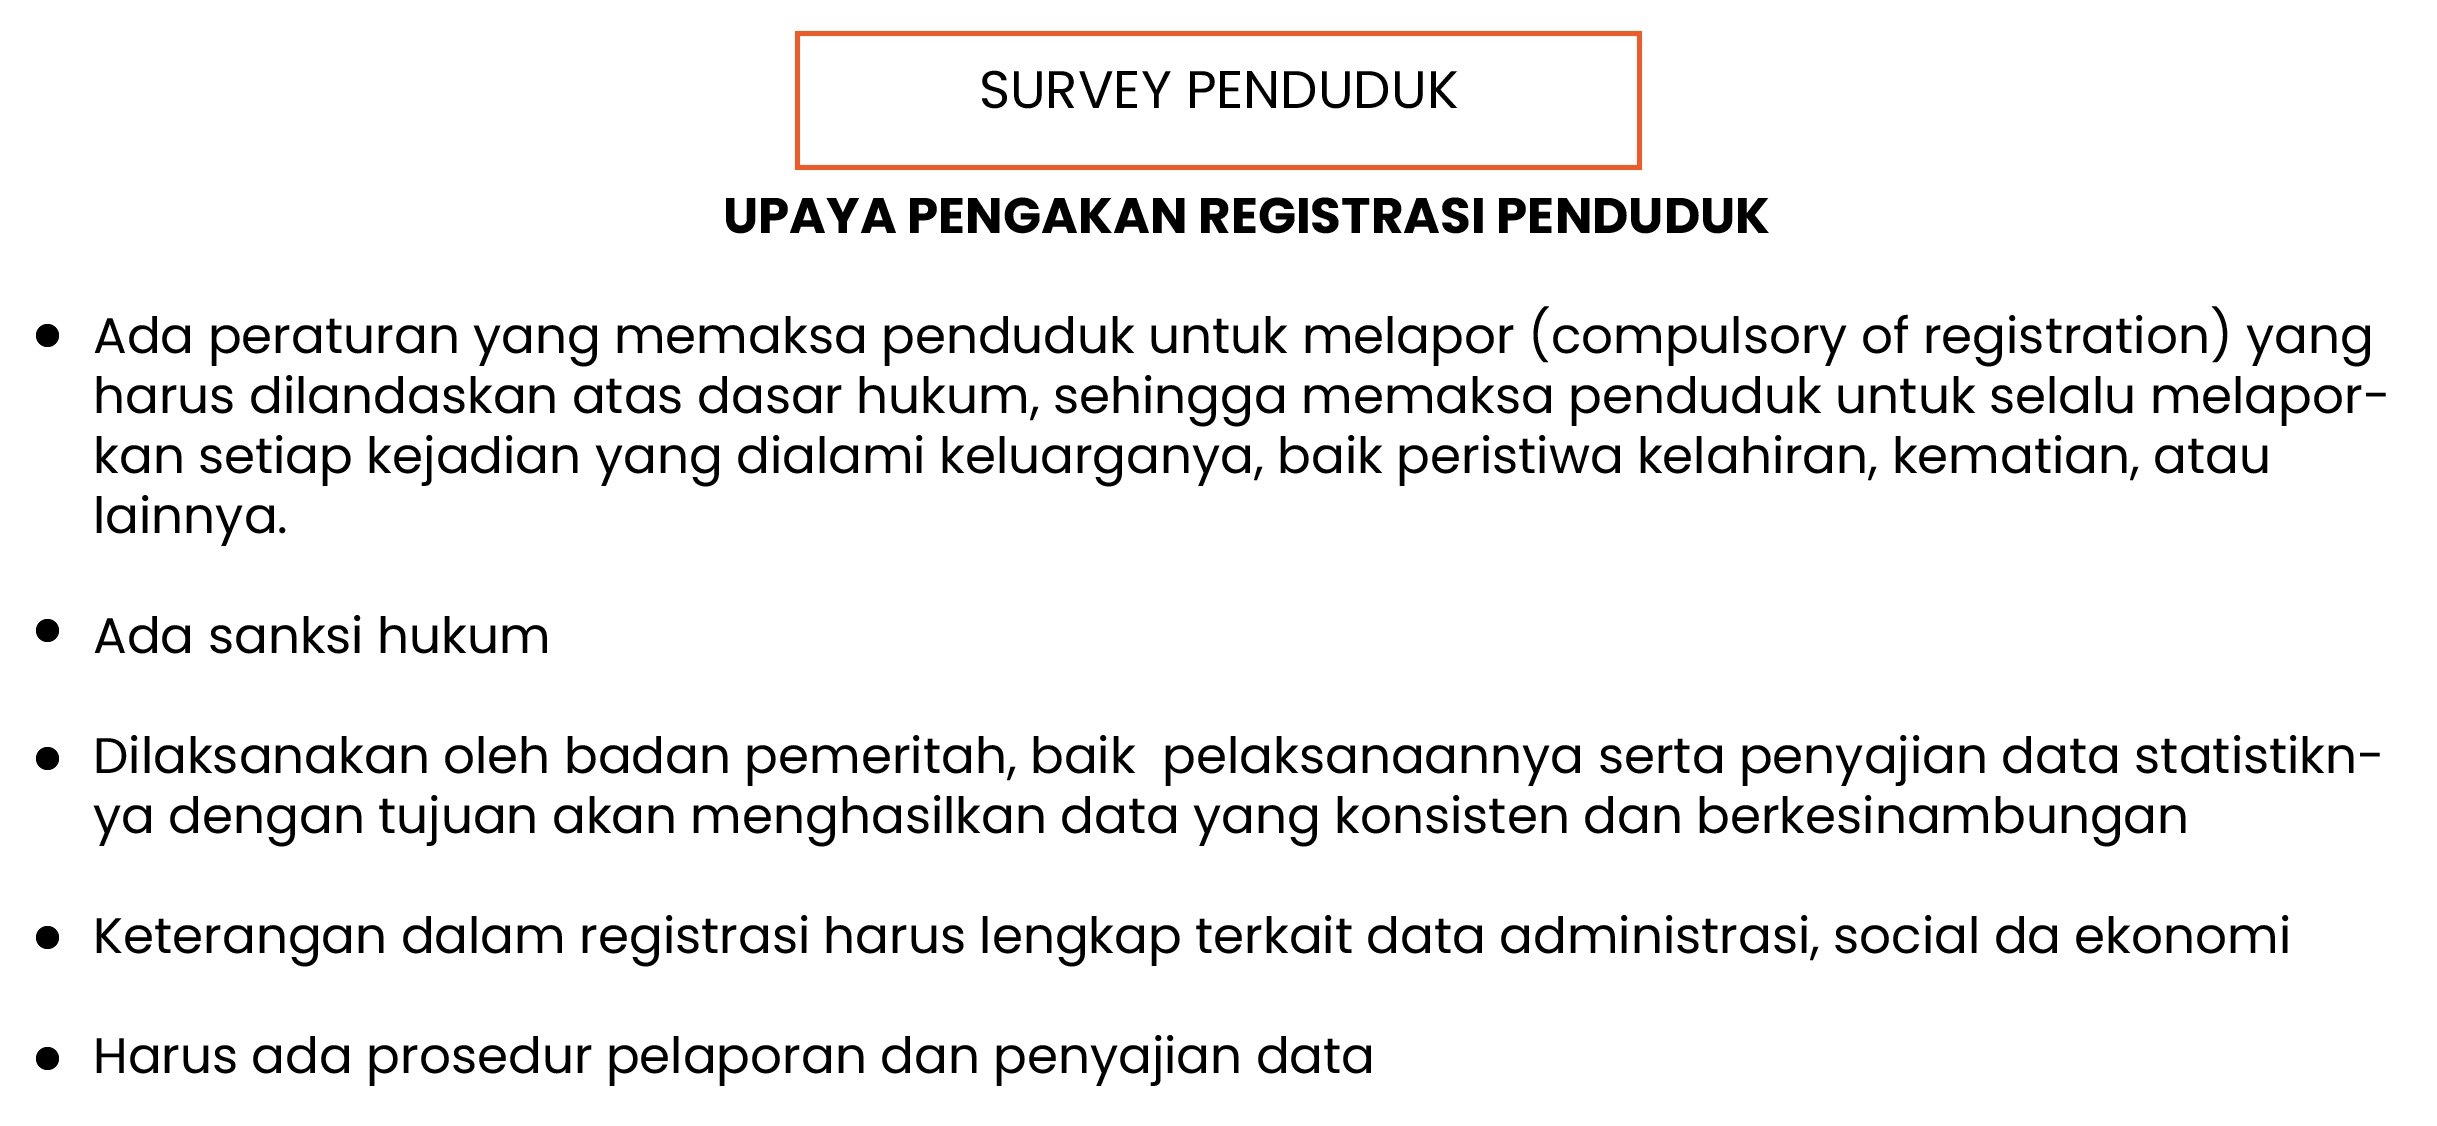 SURVEY PENDUDUK
UPAYA PENGAKAN REGISTRASI PENDUDUK
● Ada peraturan yang memaksa penduduk untuk melapor (compulsory of registration) yang
harus dilandaskan atas dasar hukum, sehingga memaksa penduduk untuk selalu melapor-
kan setiap kejadian yang dialami keluarganya, baik peristiwa kelahiran, kematian, atau
lainnya.
● Ada sanksi hukum
● Dilaksanakan oleh badan pemeritah, baik  pelaksanaannya serta penyajian data statistikn-
ya dengan tujuan akan menghasilkan data yang konsisten dan berkesinambungan
● Keterangan dalam registrasi harus lengkap terkait data administrasi, social da ekonomi
● Harus ada prosedur pelaporan dan penyajian data